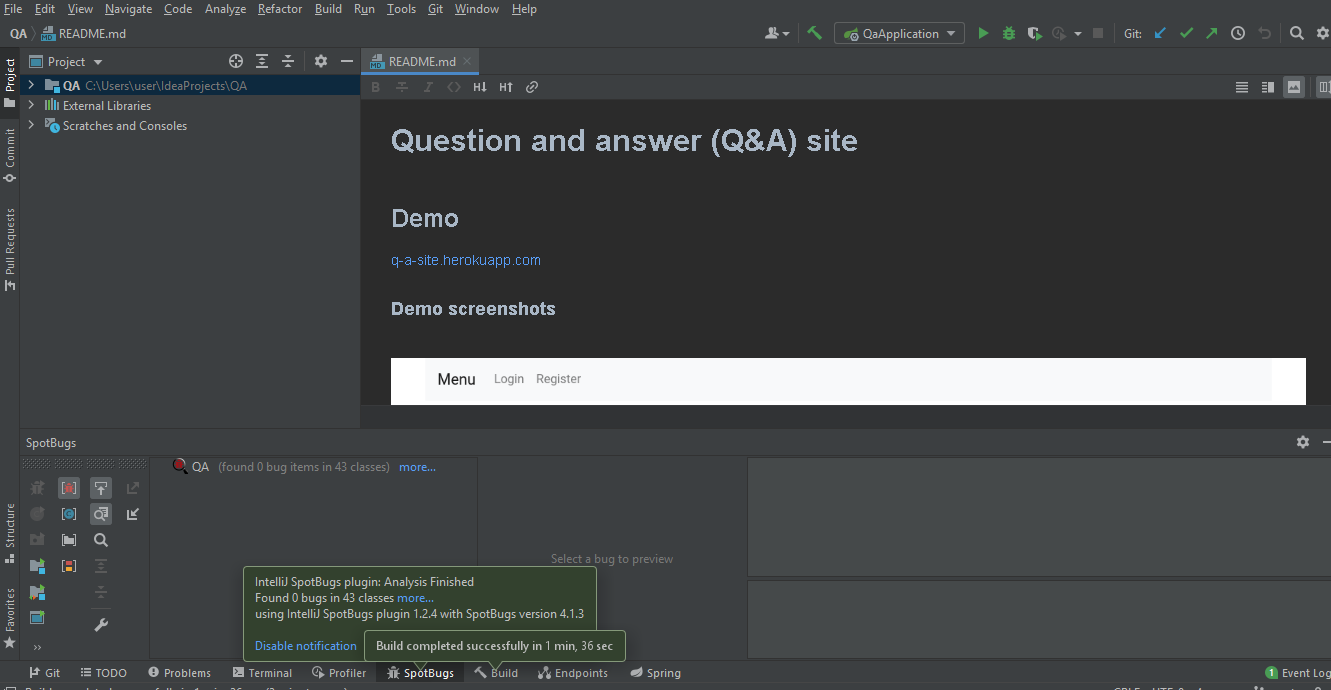 File Edit View Navigate Code Analyze Refactor Build Run Tools Git Window Help
QA README.md
QaApplication
Git:
Project
README.md
QA C:\Users\user\IdeaProjects\QA
External Libraries
Scratches and Consoles
Project
Commit
Pull Requests
Structure
Favorites
B I <> H↓ H↑
Question and answer (Q&A) site
Demo
q-a-site.herokuapp.com
Demo screenshots
Menu Login Register
SpotBugs
QA (found 0 bug items in 43 classes) more...
Select a bug to preview
IntelliJ SpotBugs plugin: Analysis Finished
Found 0 bugs in 43 classes more...
using IntelliJ SpotBugs plugin 1.2.4 with SpotBugs version 4.1.3
Disable notification
Build completed successfully in 1 min, 36 sec
Git TODO Problems Terminal Profiler SpotBugs Build Endpoints Spring
1 Event Log